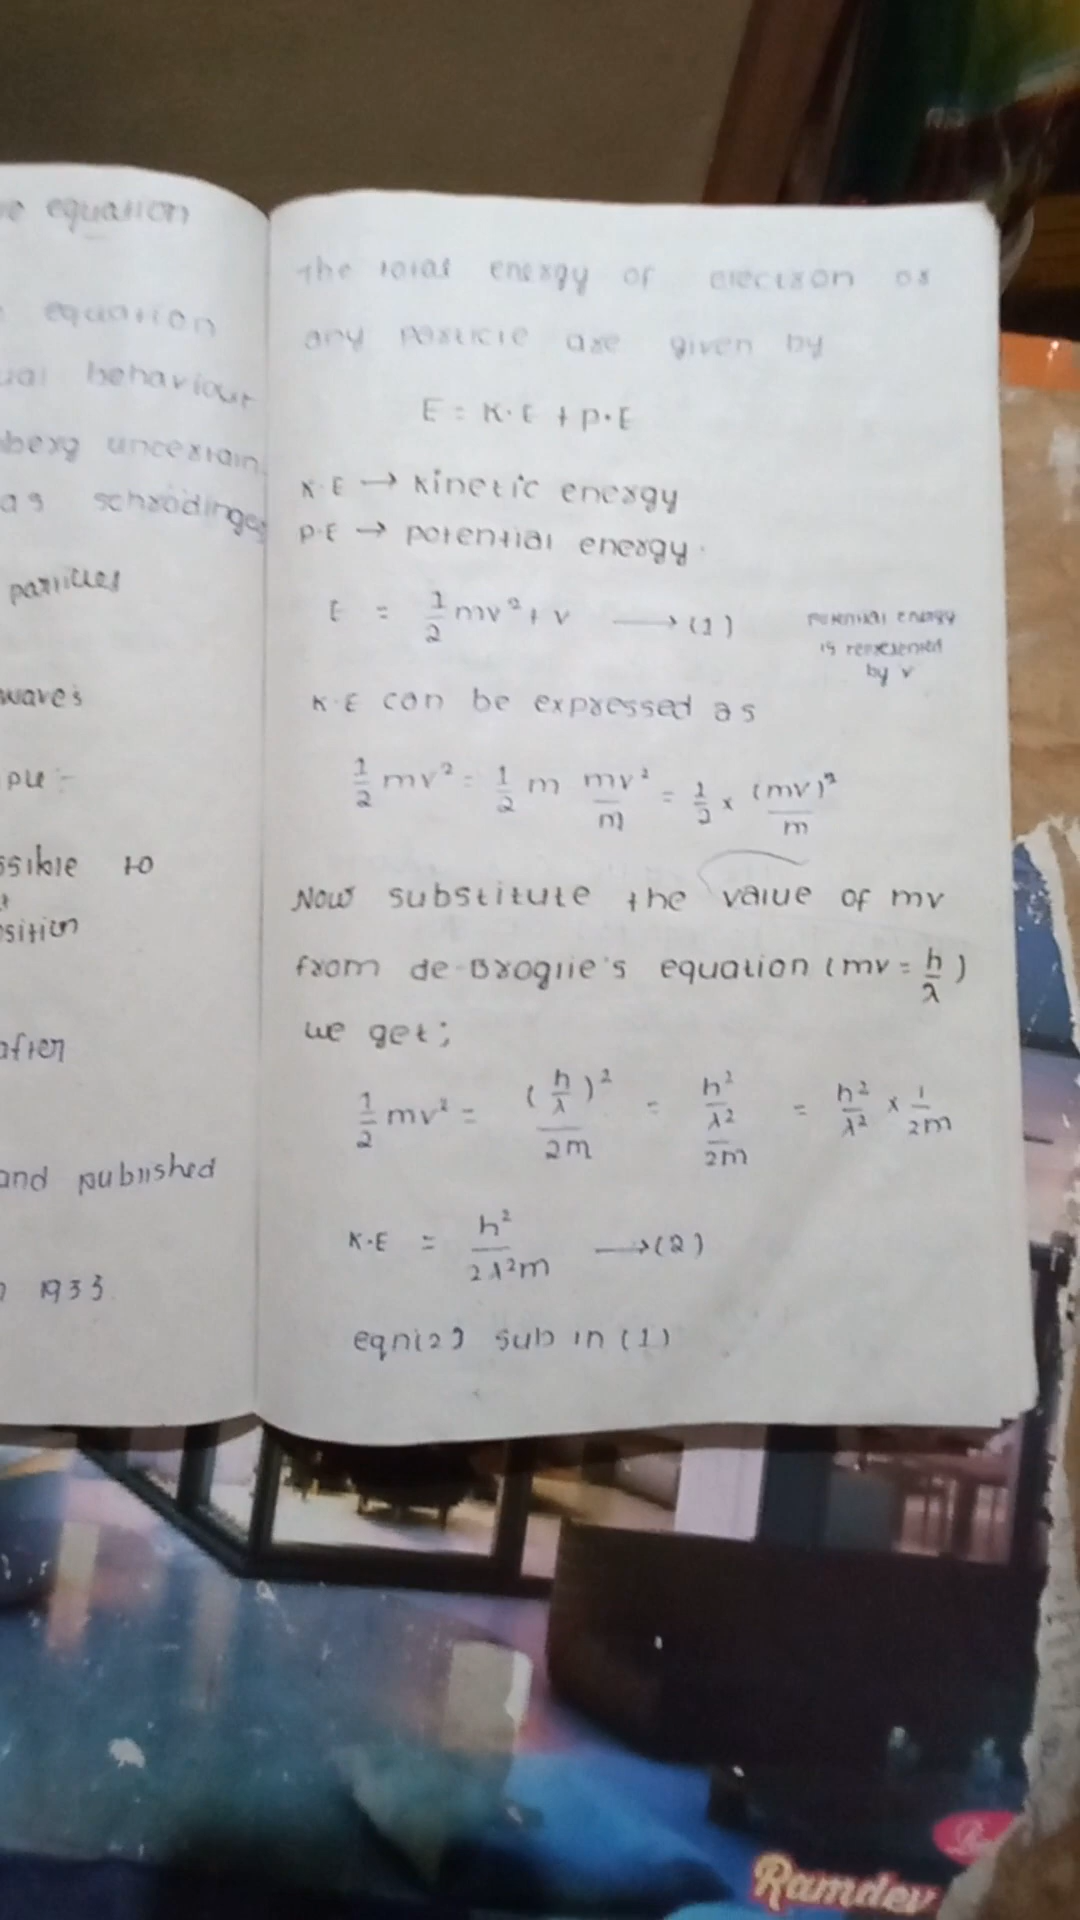 equation
equation
behaviour
uncertain
as schrodinger
particles
waves
ple :-
ssible to
sition
after
and published
1933
The total energy of electron or
any particle are given by
E = K.E + P.E
K.E → Kinetic energy
P.E → potential energy.
E = 1/2 mv² + v → (1)
potential energy
is represented
by v
K.E can be expressed as
1/2 mv² = 1/2 m mv²/m = 1/2 × (mv)²/m
Now substitute the value of mv
from de-Broglie's equation (mv = h/λ)
we get;
1/2 mv² = (h/λ)²/2m = h²/λ²/2m = h²/λ² × 1/2m
K.E = h²/2λ²m → (2)
eqn(2) sub in (1)
Ramdev